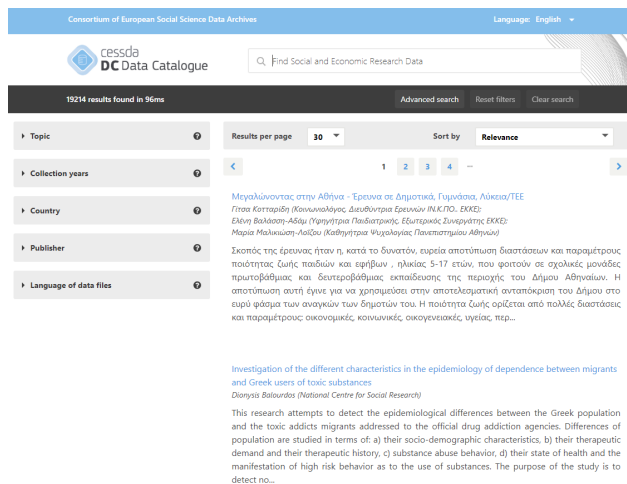 Consortium of European Social Science Data Archives
Language: English
cessda
DC Data Catalogue
Find Social and Economic Research Data
19214 results found in 96ms
Advanced search
Reset filters
Clear search
Topic
Collection years
Country
Publisher
Language of data files
Results per page 30
Sort by Relevance
1 2 3 4 ...
Μεγαλώνοντας στην Αθήνα - Έρευνα σε Δημοτικά, Γυμνάσια, Λύκεια/ΤΕΕ
Γίτσα Κοτταρίδη (Κοινωνιολόγος, Διευθύντρια Ερευνών ΙΝ.Κ.ΠΟ., ΕΚΚΕ);
Ελένη Βαλάσση-Αδάμ (Υφηγήτρια Παιδιατρικής, Εξωτερικός Συνεργάτης ΕΚΚΕ);
Μαρία Μαλικιώση-Λοΐζου (Καθηγήτρια Ψυχολογίας Πανεπιστημίου Αθηνών)
Σκοπός της έρευνας ήταν η, κατά το δυνατόν, ευρεία αποτύπωση διαστάσεων και παραμέτρους
ποιότητας ζωής παιδιών και εφήβων , ηλικίας 5-17 ετών, που φοιτούν σε σχολικές μονάδες
πρωτοβάθμιας και δευτεροβάθμιας εκπαίδευσης της περιοχής του Δήμου Αθηναίων. Η
αποτύπωση αυτή έγινε για να χρησιμεύσει στην αποτελεσματική ανταπόκριση του Δήμου στο
ευρύ φάσμα των αναγκών των δημοτών του. Η ποιότητα ζωής ορίζεται από πολλές διαστάσεις
και παραμέτρους: οικονομικές, κοινωνικές, οικογενειακές, υγείας, περ...
Investigation of the different characteristics in the epidemiology of dependence between migrants
and Greek users of toxic substances
Dionysis Balourdos (National Centre for Social Research)
This research attempts to detect the epidemiological differences between the Greek population
and the toxic addicts migrants addressed to the official drug addiction agencies. Differences of
population are studied in terms of: a) their socio-demographic characteristics, b) their therapeutic
demand and their therapeutic history, c) substance abuse behavior, d) their state of health and the
manifestation of high risk behavior as to the use of substances. The purpose of the study is to
detect no...